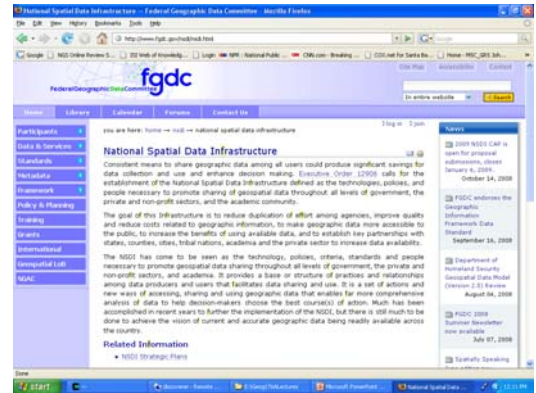 National Spatial Data Infrastructure -- Federal Geographic Data Committee - Mozilla Firefox
File Edit View History Bookmarks Tools Help
http://www.fgdc.gov/nsdi/nsdi.html
Google
fgdc
Federal Geographic Data Committee
Site Map Accessibility Contact
In entire website Search
Home Library Calendar Forums Contact Us
you are here: home → nsdi → national spatial data infrastructure
log in join
Participants
Data & Services
Standards
Metadata
Framework
Policy & Planning
Training
Grants
International
Geospatial LoB
NGAC
National Spatial Data Infrastructure
Consistent means to share geographic data among all users could produce significant savings for
data collection and use and enhance decision making. Executive Order 12906 calls for the
establishment of the National Spatial Data Infrastructure defined as the technologies, policies, and
people necessary to promote sharing of geospatial data throughout all levels of government, the
private and non-profit sectors, and the academic community.
The goal of this Infrastructure is to reduce duplication of effort among agencies, improve quality
and reduce costs related to geographic information, to make geographic data more accessible to
the public, to increase the benefits of using available data, and to establish key partnerships with
states, counties, cities, tribal nations, academia and the private sector to increase data availability.
The NSDI has come to be seen as the technology, policies, criteria, standards and people
necessary to promote geospatial data sharing throughout all levels of government, the private and
non-profit sectors, and academia. It provides a base or structure of practices and relationships
among data producers and users that facilitates data sharing and use. It is a set of actions and
new ways of accessing, sharing and using geographic data that enables far more comprehensive
analysis of data to help decision-makers choose the best course(s) of action. Much has been
accomplished in recent years to further the implementation of the NSDI, but there is still much to be
done to achieve the vision of current and accurate geographic data being readily available across
the country.
Related Information
NSDI Strategic Plans
News
2009 NSDI CAP is
open for proposal
submissions, closes
January 6, 2009.
October 14, 2008
FGDC endorses the
Geographic
Information
Framework Data
Standard
September 16, 2008
Department of
Homeland Security
Geospatial Data Model
(Version 2.0) Review
August 04, 2008
FGDC 2008
Summer Newsletter
now available
July 07, 2008
Spatially Speaking
Done
start
Microsoft PowerPoint
National Spatial Data